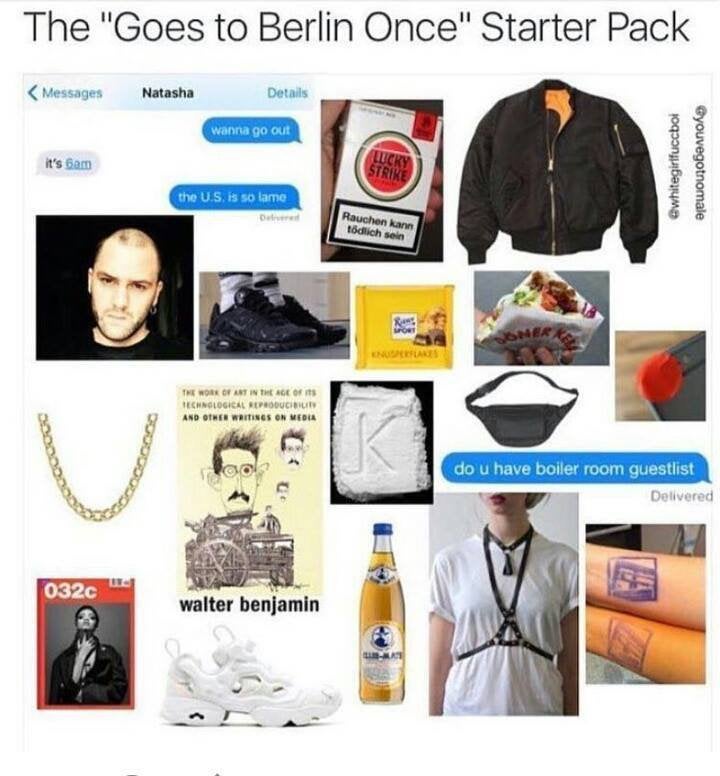 The "Goes to Berlin Once" Starter Pack
Messages
Natasha
Details
wanna go out
it's 6am
the U.S. is so lame
Delivered
LUCKY
STRIKE
Rauchen kann
tödlich sein
@whitegirlfuccboi
@youvegotnomale
Ritter
SPORT
KNUSPERFLAKES
DÖNER KE
THE WORK OF ART IN THE AGE OF ITS
TECHNOLOGICAL REPRODUCIBILITY
AND OTHER WRITINGS ON MEDIA
K
do u have boiler room guestlist
Delivered
032c
walter benjamin
CLUB-MATE